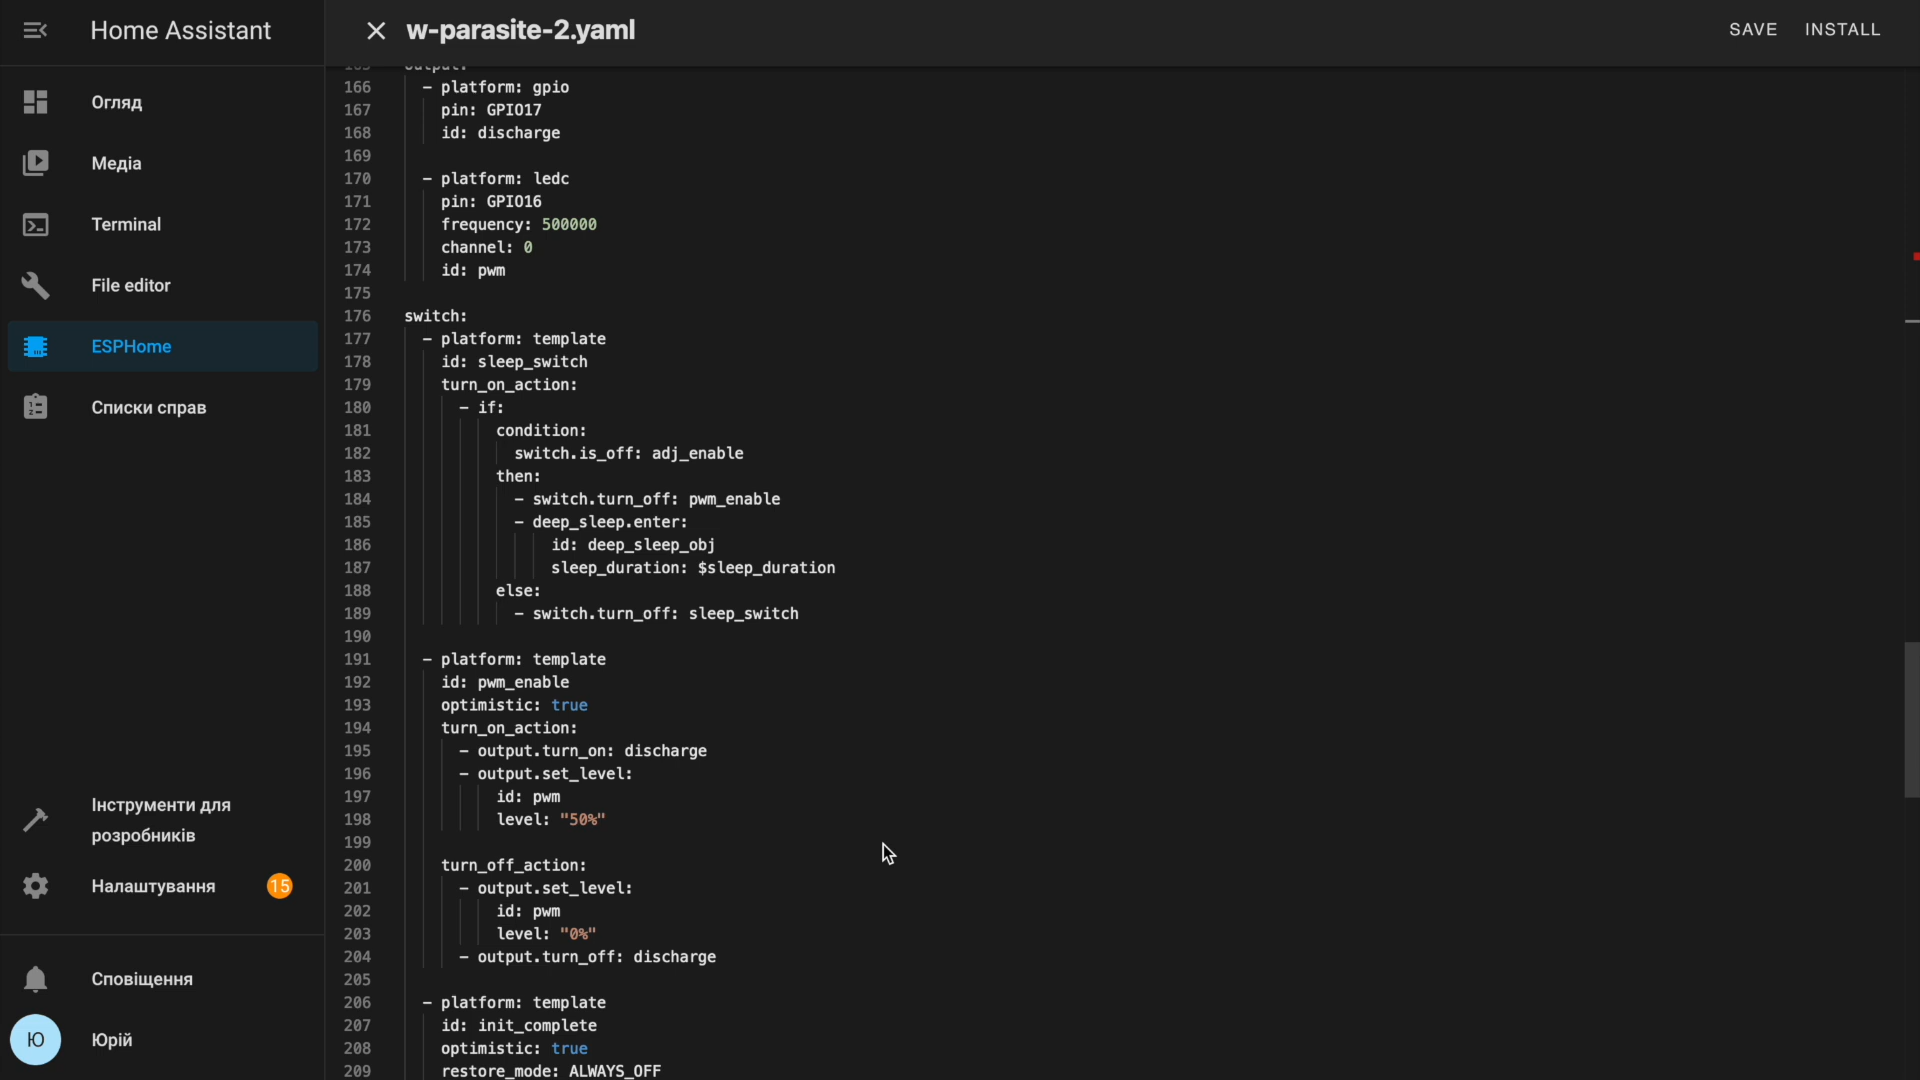 Home Assistant
Огляд
Медіа
Terminal
File editor
ESPHome
Списки справ
Інструменти для
розробників
Налаштування 15
Сповіщення
Ю Юрій
w-parasite-2.yaml
SAVE INSTALL
165 output:
166 - platform: gpio
167 pin: GPIO17
168 id: discharge
169
170 - platform: ledc
171 pin: GPIO16
172 frequency: 500000
173 channel: 0
174 id: pwm
175
176 switch:
177 - platform: template
178 id: sleep_switch
179 turn_on_action:
180 - if:
181 condition:
182 switch.is_off: adj_enable
183 then:
184 - switch.turn_off: pwm_enable
185 - deep_sleep.enter:
186 id: deep_sleep_obj
187 sleep_duration: $sleep_duration
188 else:
189 - switch.turn_off: sleep_switch
190
191 - platform: template
192 id: pwm_enable
193 optimistic: true
194 turn_on_action:
195 - output.turn_on: discharge
196 - output.set_level:
197 id: pwm
198 level: "50%"
199
200 turn_off_action:
201 - output.set_level:
202 id: pwm
203 level: "0%"
204 - output.turn_off: discharge
205
206 - platform: template
207 id: init_complete
208 optimistic: true
209 restore_mode: ALWAYS_OFF